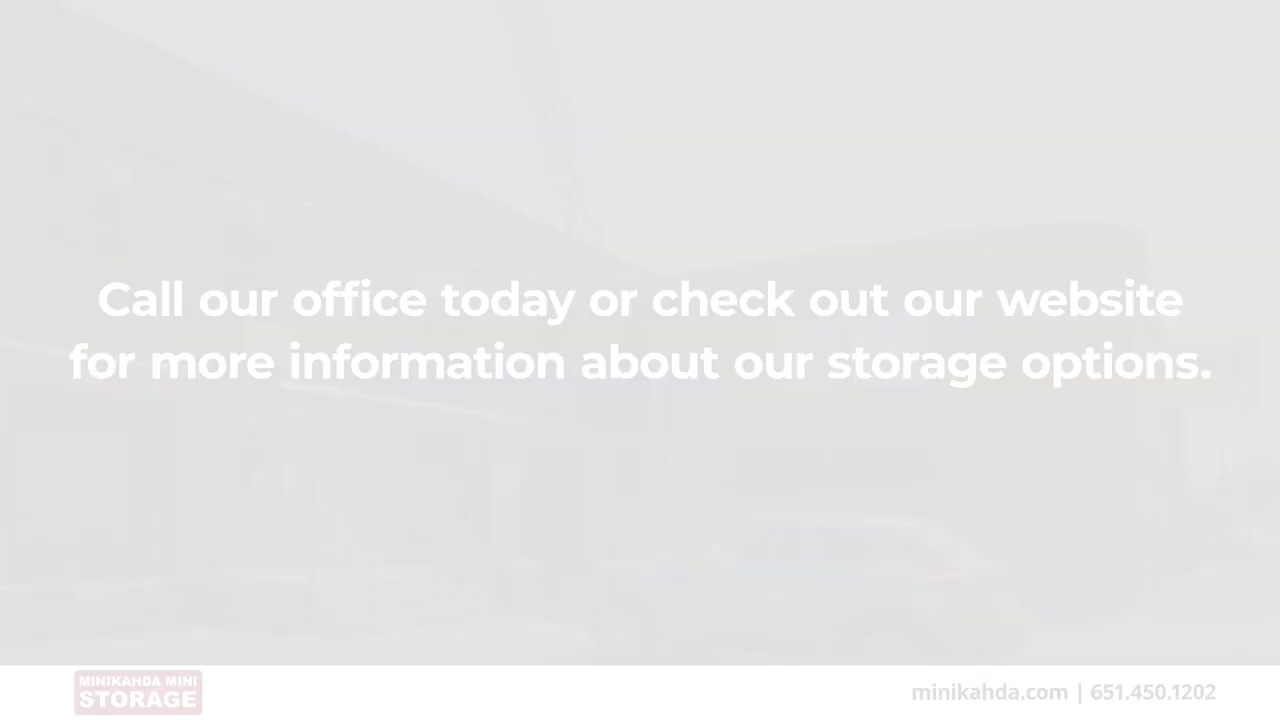 Call our office today or check out our website
for more information about our storage options.
MINIKAHDA MINI
STORAGE
minikahda.com | 651.450.1202